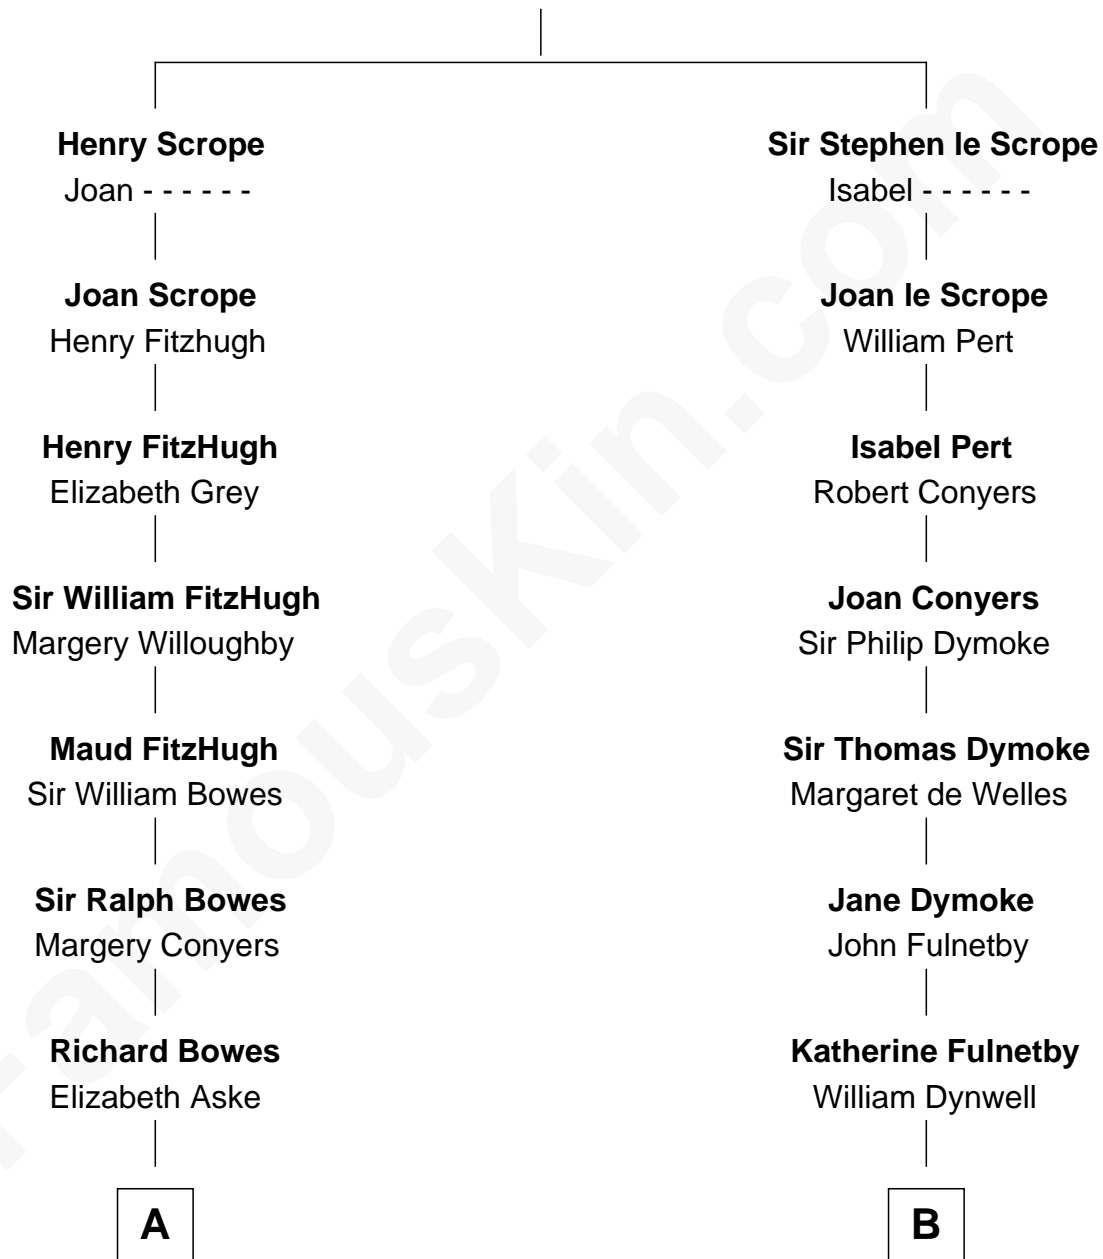 Henry Scrope
Joan - - - - - -
Joan Scrope
Henry Fitzhugh
Henry FitzHugh
Elizabeth Grey
Sir William FitzHugh
Margery Willoughby
Maud FitzHugh
Sir William Bowes
Sir Ralph Bowes
Margery Conyers
Richard Bowes
Elizabeth Aske
A
Sir Stephen le Scrope
Isabel - - - - - -
Joan le Scrope
William Pert
Isabel Pert
Robert Conyers
Joan Conyers
Sir Philip Dymoke
Sir Thomas Dymoke
Margaret de Welles
Jane Dymoke
John Fulnetby
Katherine Fulnetby
William Dynwell
B
FamousKin.com